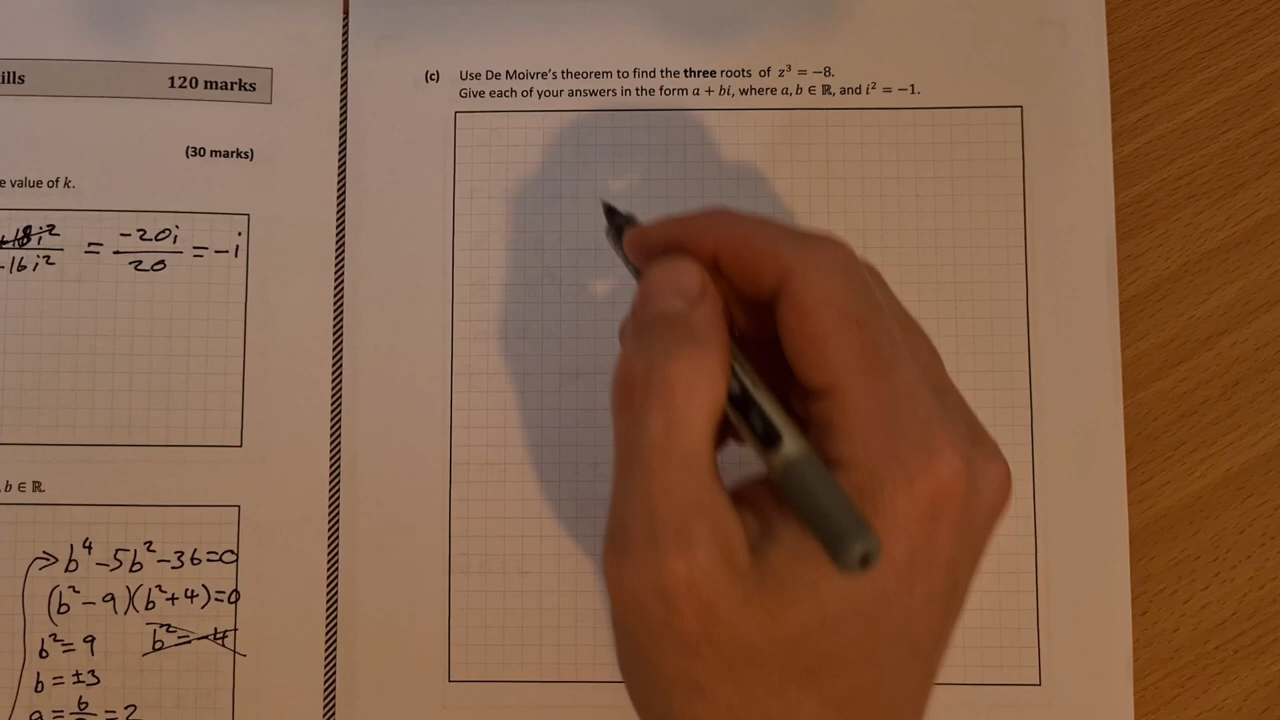 ills 120 marks
(30 marks)
e value of k.
+18i² / -16i² = -20i / 20 = -i
b ∈ ℝ.
→ b⁴ -5b² -36=0
(b² - 9)(b²+4)=0
b² = 9 b² = -4
b = ±3
= 2
(c) Use De Moivre's theorem to find the three roots of z³ = −8.
Give each of your answers in the form a + bi, where a, b ∈ ℝ, and i² = −1.